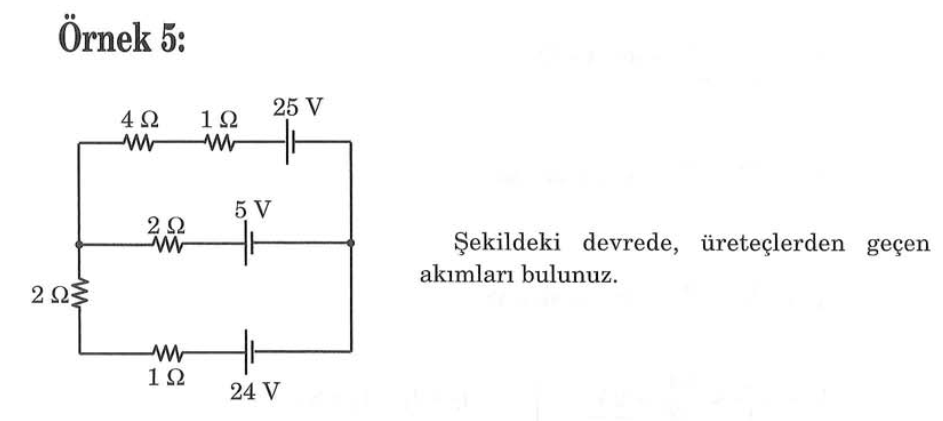 Örnek 5:
25 V
4 Ω 1 Ω
5 V
2 Ω
Şekildeki devrede, üreteçlerden geçen
akımları bulunuz.
2 Ω
1 Ω
24 V